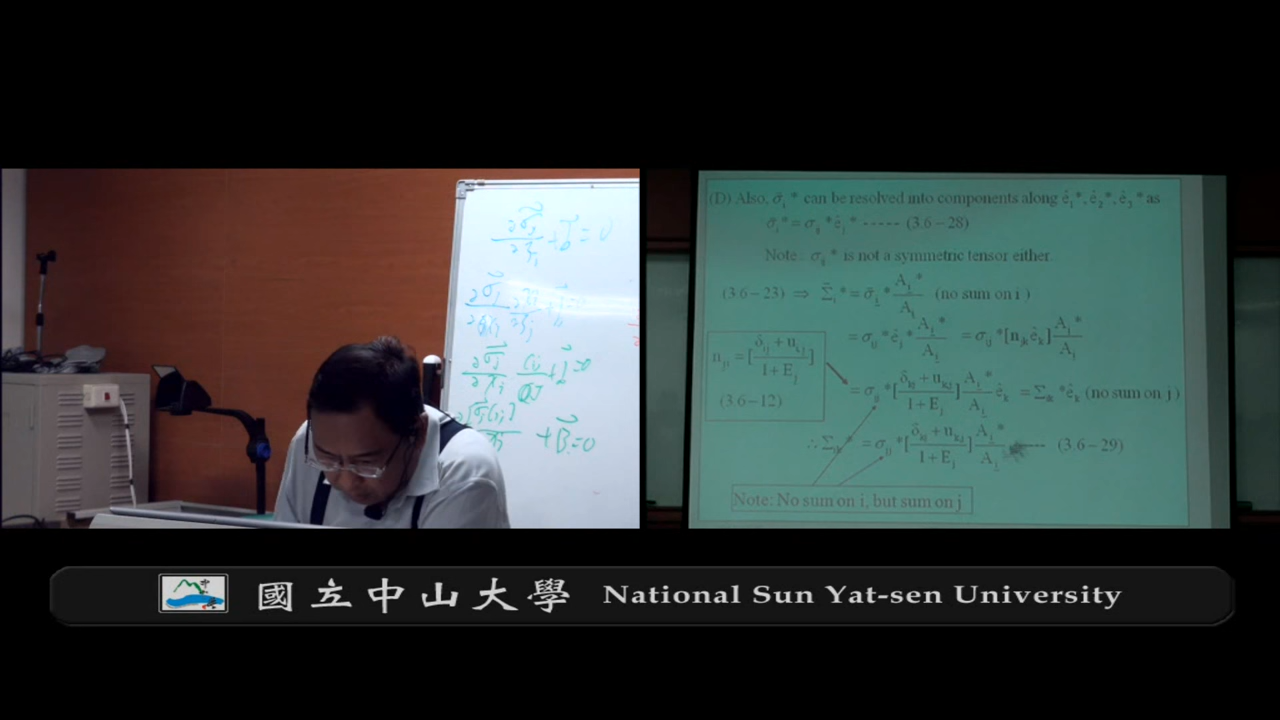 (D) Also, σ⃗ᵢ* can be resolved into components along ê₁*, ê₂*, ê₃* as
σ⃗ᵢ* = σᵢⱼ* êⱼ* ----- (3.6-28)
Note: σᵢⱼ* is not a symmetric tensor either.
(3.6-23) ⇒ Σ⃗ᵢ* = σ⃗ᵢ* Aᵢ*/Aᵢ (no sum on i)
= σᵢⱼ* êⱼ* Aᵢ*/Aᵢ = σᵢⱼ* [nⱼₖ êₖ] Aᵢ*/Aᵢ
nⱼᵢ = [(δᵢⱼ + uᵢ,ⱼ)/(1+Eⱼ)]
(3.6-12)
= σᵢⱼ* [(δₖⱼ + uₖ,ⱼ)/(1+Eⱼ)] Aᵢ*/Aᵢ êₖ = Σᵢₖ* êₖ (no sum on j)
∴ Σᵢₖ* = σᵢⱼ* [(δₖⱼ + uₖ,ⱼ)/(1+Eⱼ)] Aᵢ*/Aᵢ ---- (3.6-29)
Note: No sum on i, but sum on j
國立中山大學 National Sun Yat-sen University